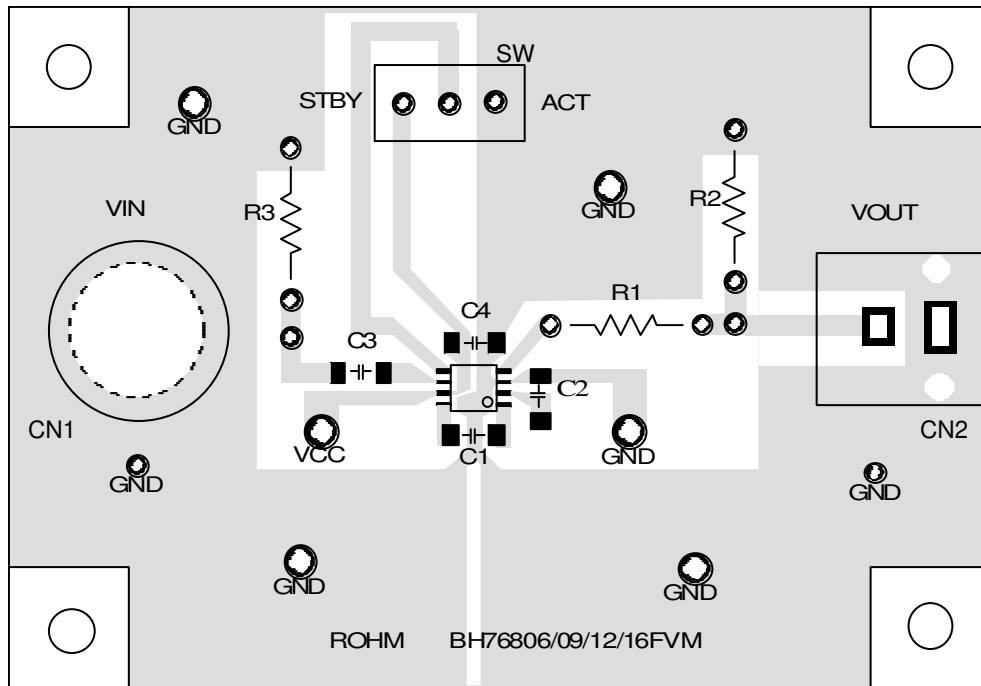 SW
STBY
ACT
GND
R3
R2
GND
VIN
VOUT
R1
C4
C3
C2
CN1
VCC
C1
GND
CN2
GND
GND
GND
GND
ROHM BH76806/09/12/16FVM